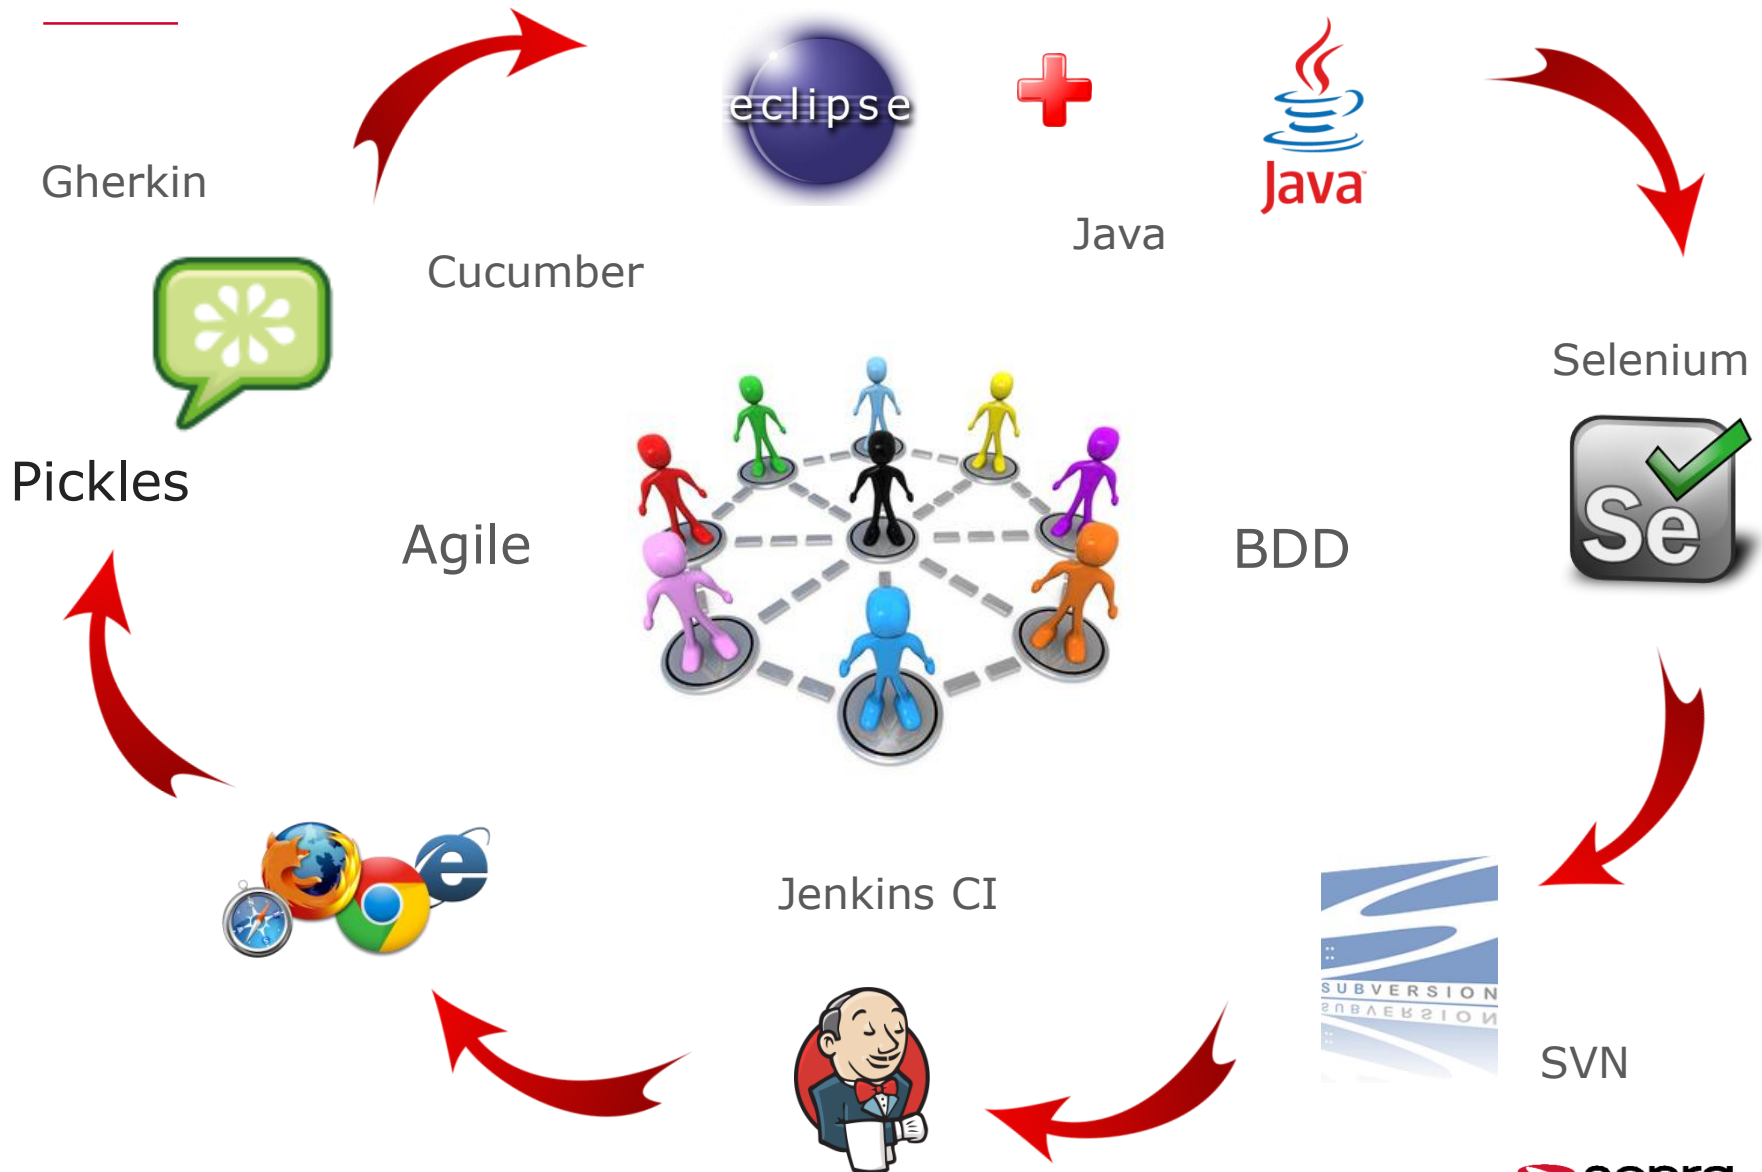 eclipse
Java
Gherkin
Java
Cucumber
Selenium
Se
Pickles
Agile
BDD
Jenkins CI
SUBVERSION
SVN